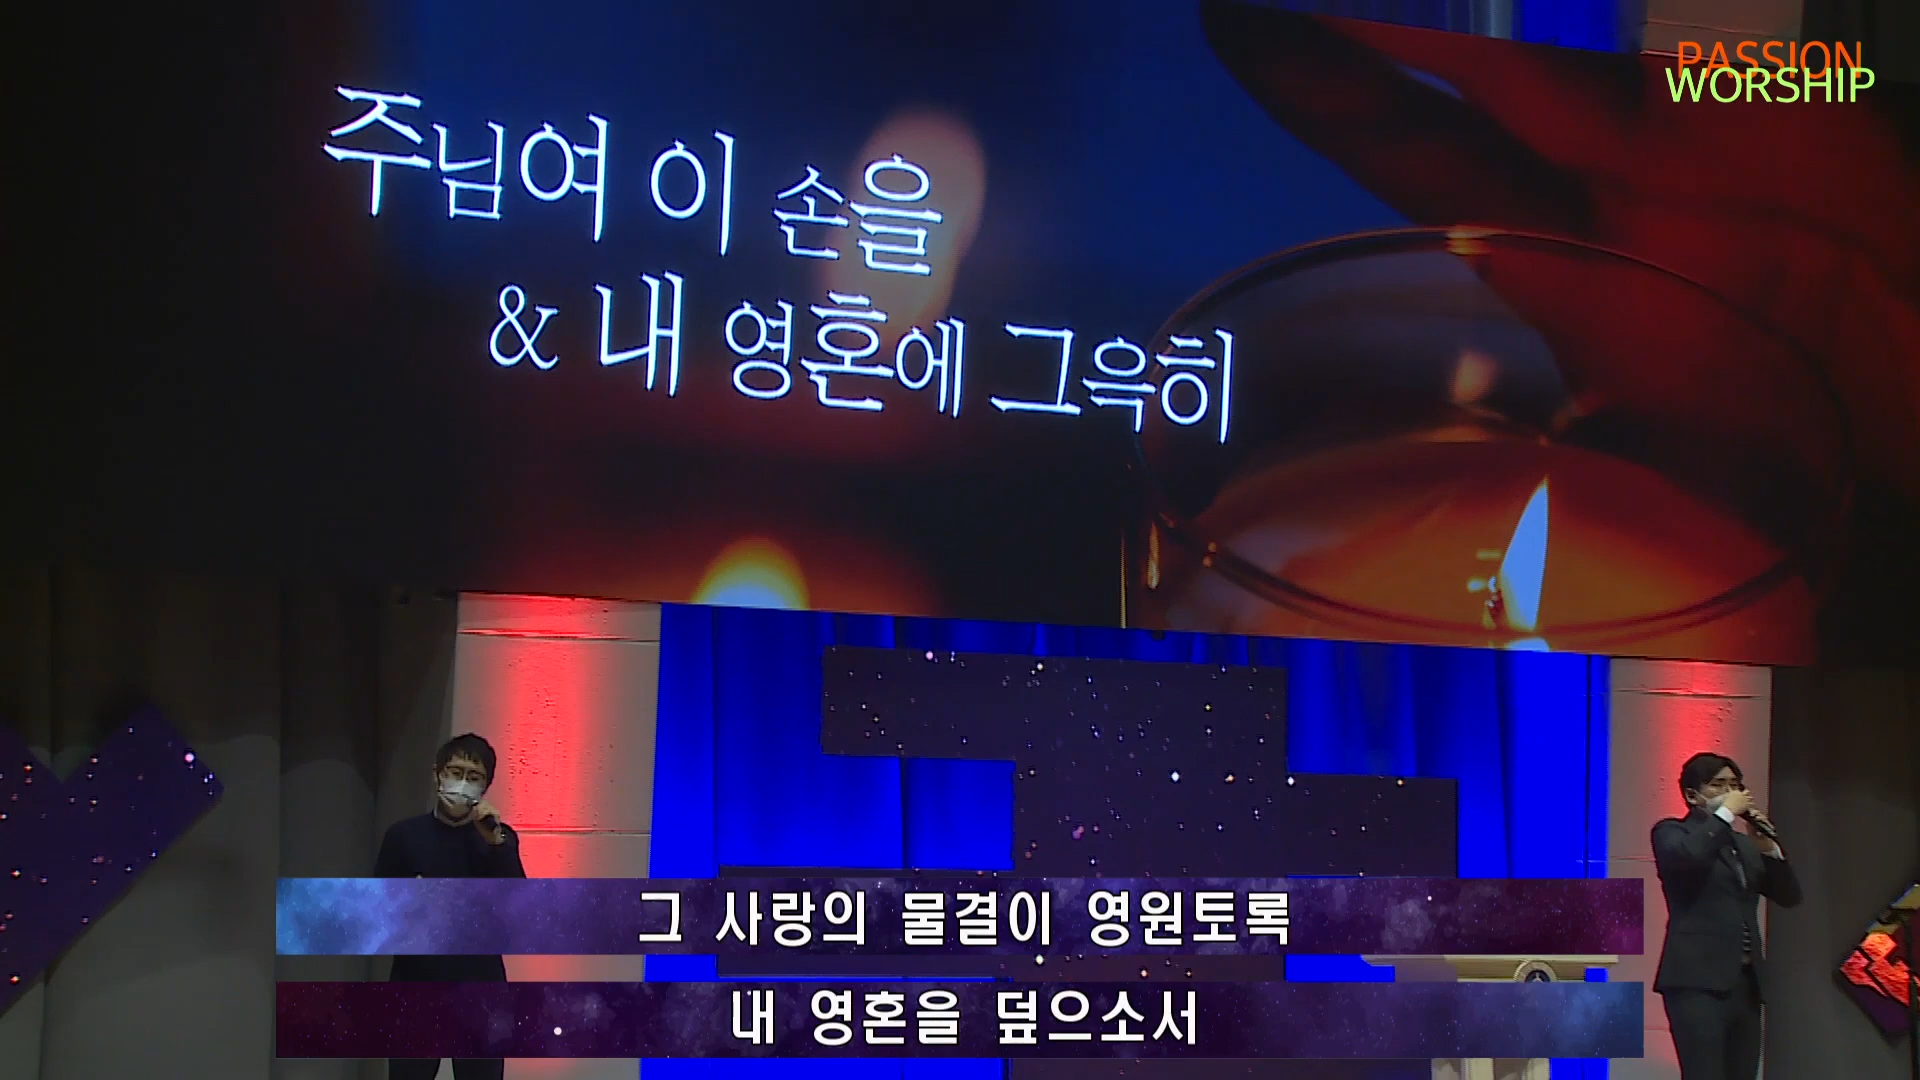 PASSION
WORSHIP
주님여 이 손을
& 내 영혼에 그윽히
그 사랑의 물결이 영원토록
내 영혼을 덮으소서